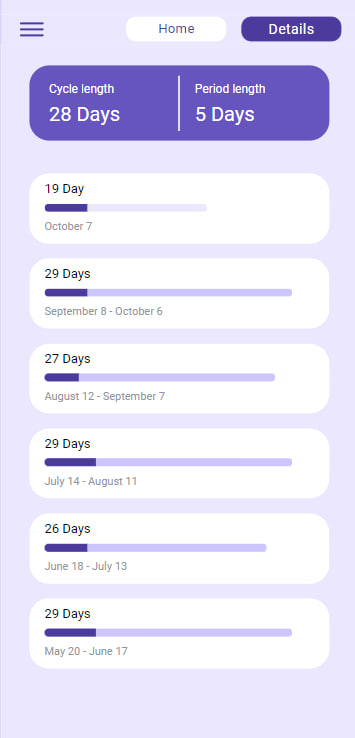 Home
Details
Cycle length
Period length
28 Days
5 Days
19 Day
October 7
29 Days
September 8 - October 6
27 Days
August 12 - September 7
29 Days
July 14 - August 11
26 Days
June 18 - July 13
29 Days
May 20 - June 17